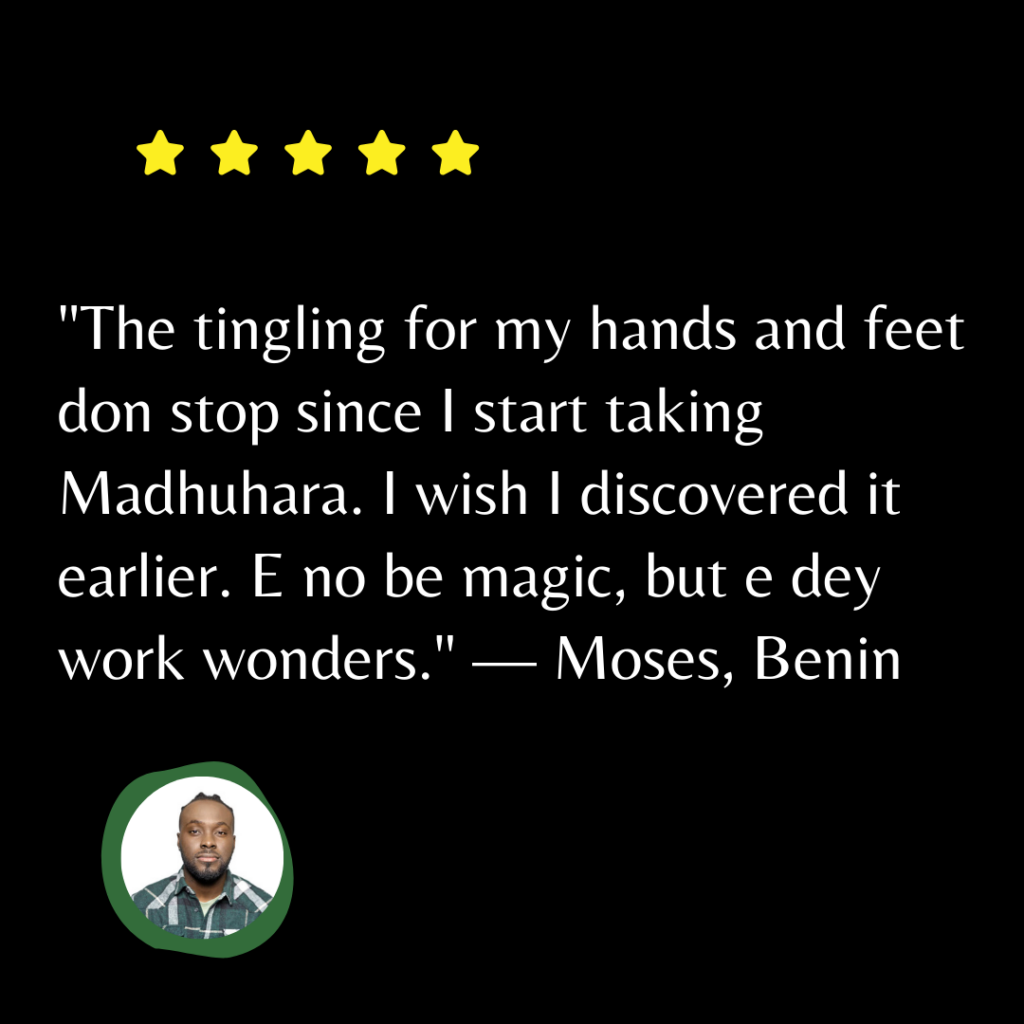 "The tingling for my hands and feet
don stop since I start taking
Madhuhara. I wish I discovered it
earlier. E no be magic, but e dey
work wonders." — Moses, Benin